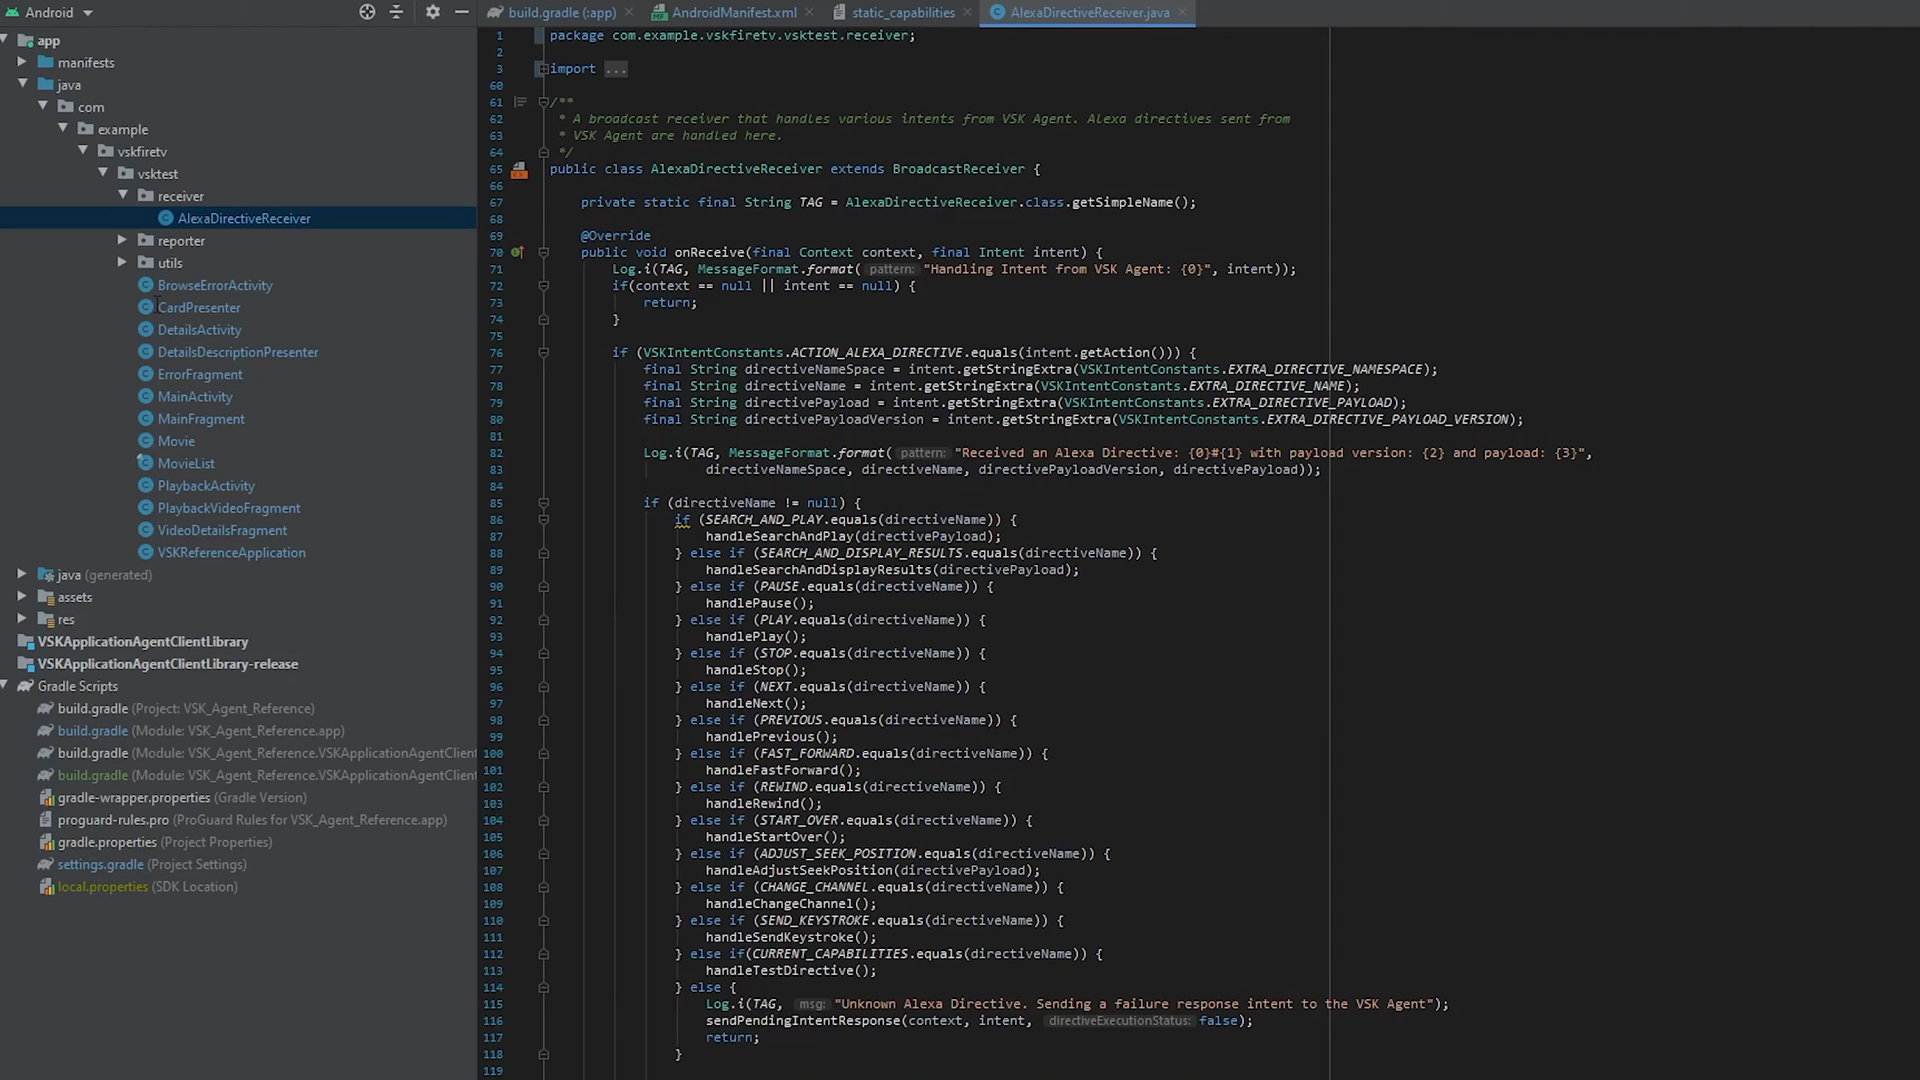 Android
app
manifests
java
com
example
vskfiretv
vsktest
receiver
AlexaDirectiveReceiver
reporter
utils
BrowseErrorActivity
CardPresenter
DetailsActivity
DetailsDescriptionPresenter
ErrorFragment
MainActivity
MainFragment
Movie
MovieList
PlaybackActivity
PlaybackVideoFragment
VideoDetailsFragment
VSKReferenceApplication
java (generated)
assets
res
VSKApplicationAgentClientLibrary
VSKApplicationAgentClientLibrary-release
Gradle Scripts
build.gradle (Project: VSK_Agent_Reference)
build.gradle (Module: VSK_Agent_Reference.app)
build.gradle (Module: VSK_Agent_Reference.VSKApplicationAgentClient
build.gradle (Module: VSK_Agent_Reference.VSKApplicationAgentClient
gradle-wrapper.properties (Gradle Version)
proguard-rules.pro (ProGuard Rules for VSK_Agent_Reference.app)
gradle.properties (Project Properties)
settings.gradle (Project Settings)
local.properties (SDK Location)
build.gradle (:app) AndroidManifest.xml static_capabilities AlexaDirectiveReceiver.java
1 package com.example.vskfiretv.vsktest.receiver;
2
3 import ...
60
61 /**
62 * A broadcast receiver that handles various intents from VSK Agent. Alexa directives sent from
63 * VSK Agent are handled here.
64 */
65 public class AlexaDirectiveReceiver extends BroadcastReceiver {
66
67 private static final String TAG = AlexaDirectiveReceiver.class.getSimpleName();
68
69 @Override
70 public void onReceive(final Context context, final Intent intent) {
71 Log.i(TAG, MessageFormat.format( pattern: "Handling Intent from VSK Agent: {0}", intent));
72 if(context == null || intent == null) {
73 return;
74 }
75
76 if (VSKIntentConstants.ACTION_ALEXA_DIRECTIVE.equals(intent.getAction())) {
77 final String directiveNameSpace = intent.getStringExtra(VSKIntentConstants.EXTRA_DIRECTIVE_NAMESPACE);
78 final String directiveName = intent.getStringExtra(VSKIntentConstants.EXTRA_DIRECTIVE_NAME);
79 final String directivePayload = intent.getStringExtra(VSKIntentConstants.EXTRA_DIRECTIVE_PAYLOAD);
80 final String directivePayloadVersion = intent.getStringExtra(VSKIntentConstants.EXTRA_DIRECTIVE_PAYLOAD_VERSION);
81
82 Log.i(TAG, MessageFormat.format( pattern: "Received an Alexa Directive: {0}#{1} with payload version: {2} and payload: {3}",
83 directiveNameSpace, directiveName, directivePayloadVersion, directivePayload));
84
85 if (directiveName != null) {
86 if (SEARCH_AND_PLAY.equals(directiveName)) {
87 handleSearchAndPlay(directivePayload);
88 } else if (SEARCH_AND_DISPLAY_RESULTS.equals(directiveName)) {
89 handleSearchAndDisplayResults(directivePayload);
90 } else if (PAUSE.equals(directiveName)) {
91 handlePause();
92 } else if (PLAY.equals(directiveName)) {
93 handlePlay();
94 } else if (STOP.equals(directiveName)) {
95 handleStop();
96 } else if (NEXT.equals(directiveName)) {
97 handleNext();
98 } else if (PREVIOUS.equals(directiveName)) {
99 handlePrevious();
100 } else if (FAST_FORWARD.equals(directiveName)) {
101 handleFastForward();
102 } else if (REWIND.equals(directiveName)) {
103 handleRewind();
104 } else if (START_OVER.equals(directiveName)) {
105 handleStartOver();
106 } else if (ADJUST_SEEK_POSITION.equals(directiveName)) {
107 handleAdjustSeekPosition(directivePayload);
108 } else if (CHANGE_CHANNEL.equals(directiveName)) {
109 handleChangeChannel();
110 } else if (SEND_KEYSTROKE.equals(directiveName)) {
111 handleSendKeystroke();
112 } else if(CURRENT_CAPABILITIES.equals(directiveName)) {
113 handleTestDirective();
114 } else {
115 Log.i(TAG, msg: "Unknown Alexa Directive. Sending a failure response intent to the VSK Agent");
116 sendPendingIntentResponse(context, intent, directiveExecutionStatus: false);
117 return;
118 }
119